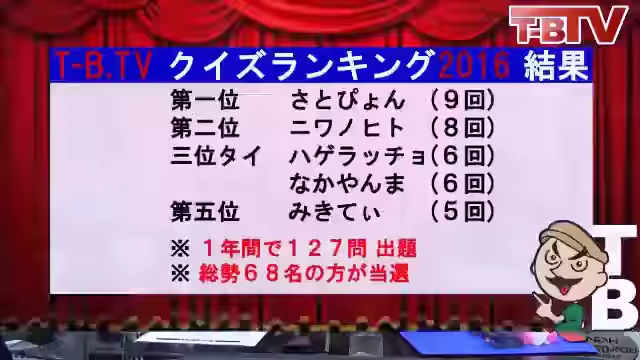 T-BTV
T-B.TV クイズランキング2016 結果
第一位 さとぴょん (9回)
第二位 ニワノヒト (8回)
三位タイ ハゲラッチョ(6回)
なかやんま (6回)
第五位 みきてぃ (5回)
※ 1年間で127問 出題
※ 総勢68名の方が当選
T
B